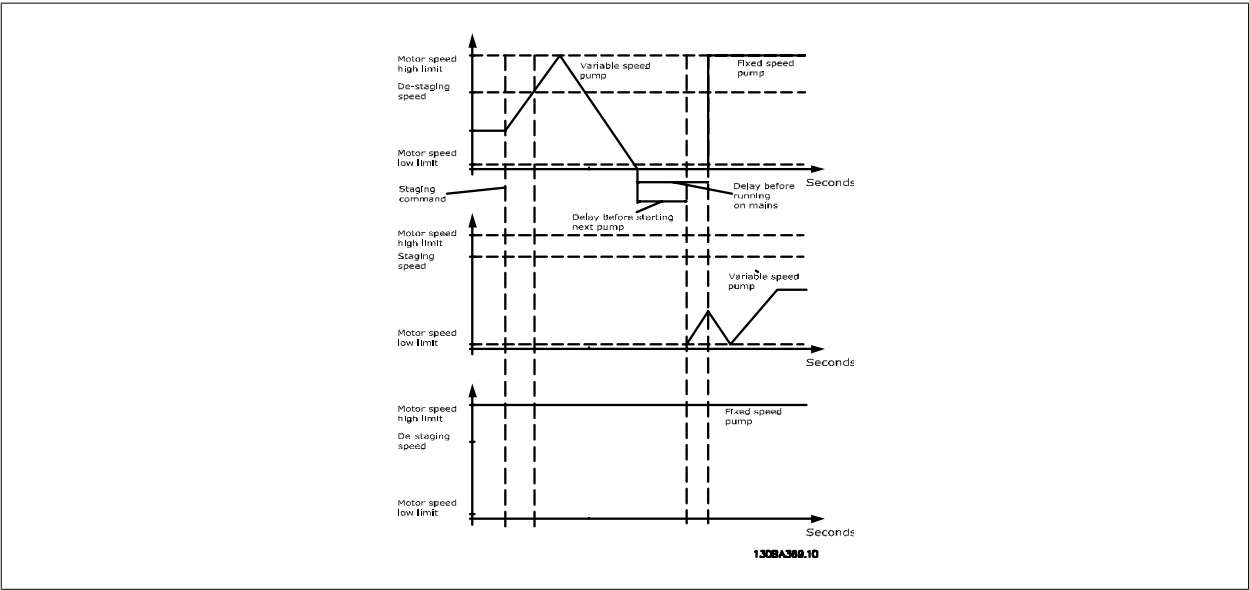 Motor speed
high limit
Variable speed
pump
Fixed speed
pump
De-staging
speed
Motor speed
low limit
Seconds
Staging
command
Delay before
running
on mains
Delay before starting
next pump
Motor speed
high limit
Staging
speed
Variable speed
pump
Motor speed
low limit
Seconds
Motor speed
high limit
Fixed speed
pump
De-staging
speed
Motor speed
low limit
Seconds
130BA369.10